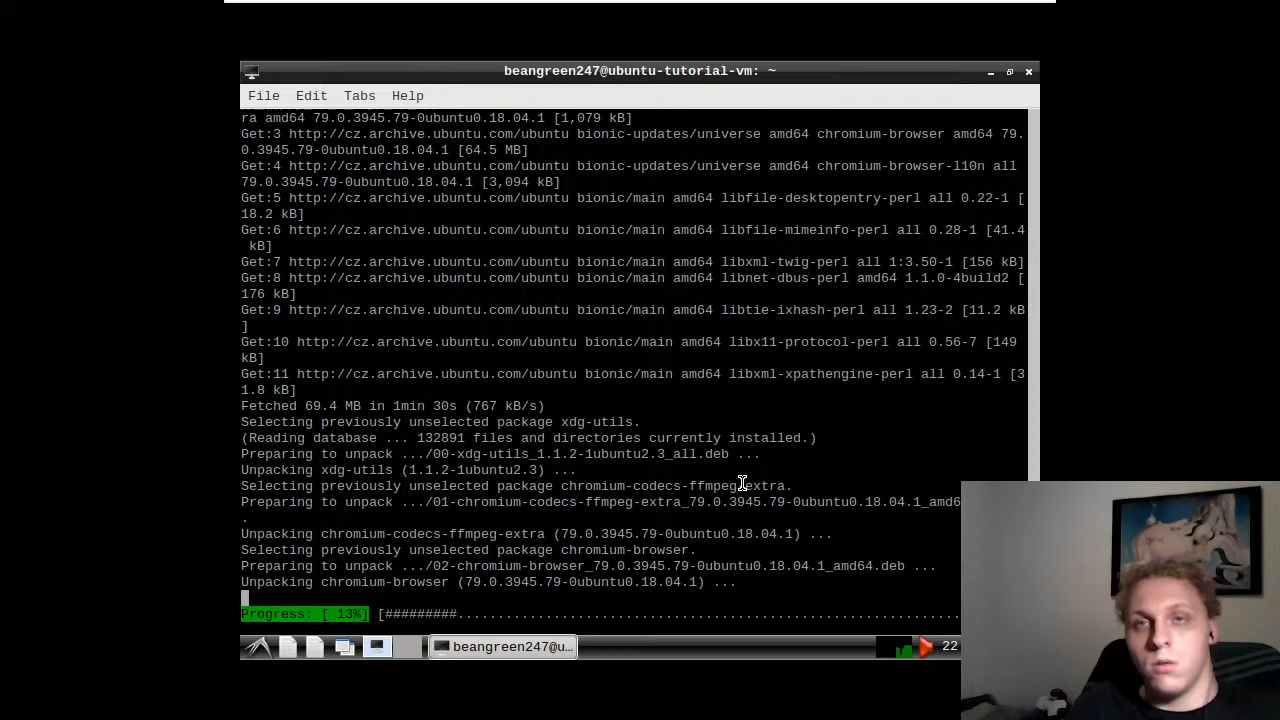 beangreen247@ubuntu-tutorial-vm: ~
File Edit Tabs Help
ra amd64 79.0.3945.79-0ubuntu0.18.04.1 [1,079 kB]
Get:3 http://cz.archive.ubuntu.com/ubuntu bionic-updates/universe amd64 chromium-browser amd64 79.
0.3945.79-0ubuntu0.18.04.1 [64.5 MB]
Get:4 http://cz.archive.ubuntu.com/ubuntu bionic-updates/universe amd64 chromium-browser-l10n all
79.0.3945.79-0ubuntu0.18.04.1 [3,094 kB]
Get:5 http://cz.archive.ubuntu.com/ubuntu bionic/main amd64 libfile-desktopentry-perl all 0.22-1 [
18.2 kB]
Get:6 http://cz.archive.ubuntu.com/ubuntu bionic/main amd64 libfile-mimeinfo-perl all 0.28-1 [41.4
kB]
Get:7 http://cz.archive.ubuntu.com/ubuntu bionic/main amd64 libxml-twig-perl all 1:3.50-1 [156 kB]
Get:8 http://cz.archive.ubuntu.com/ubuntu bionic/main amd64 libnet-dbus-perl amd64 1.1.0-4build2 [
176 kB]
Get:9 http://cz.archive.ubuntu.com/ubuntu bionic/main amd64 libtie-ixhash-perl all 1.23-2 [11.2 kB
]
Get:10 http://cz.archive.ubuntu.com/ubuntu bionic/main amd64 libx11-protocol-perl all 0.56-7 [149
kB]
Get:11 http://cz.archive.ubuntu.com/ubuntu bionic/main amd64 libxml-xpathengine-perl all 0.14-1 [3
1.8 kB]
Fetched 69.4 MB in 1min 30s (767 kB/s)
Selecting previously unselected package xdg-utils.
(Reading database ... 132891 files and directories currently installed.)
Preparing to unpack .../00-xdg-utils_1.1.2-1ubuntu2.3_all.deb ...
Unpacking xdg-utils (1.1.2-1ubuntu2.3) ...
Selecting previously unselected package chromium-codecs-ffmpeg-extra.
Preparing to unpack .../01-chromium-codecs-ffmpeg-extra_79.0.3945.79-0ubuntu0.18.04.1_amd6
.
Unpacking chromium-codecs-ffmpeg-extra (79.0.3945.79-0ubuntu0.18.04.1) ...
Selecting previously unselected package chromium-browser.
Preparing to unpack .../02-chromium-browser_79.0.3945.79-0ubuntu0.18.04.1_amd64.deb ...
Unpacking chromium-browser (79.0.3945.79-0ubuntu0.18.04.1) ...
Progress: [ 13%] [#########...............................................................
beangreen247@u... 22